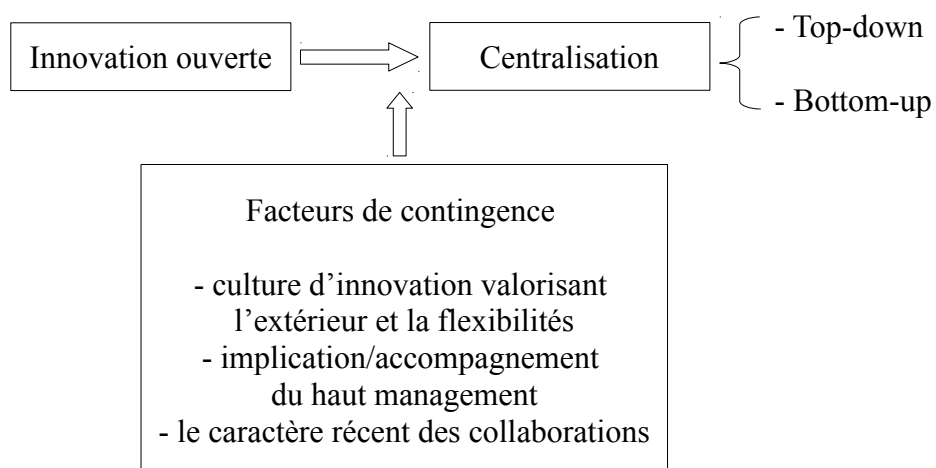 Innovation ouverte
Centralisation
- Top-down
- Bottom-up
Facteurs de contingence
- culture d’innovation valorisant
l’extérieur et la flexibilités
- implication/accompagnement
du haut management
- le caractère récent des collaborations